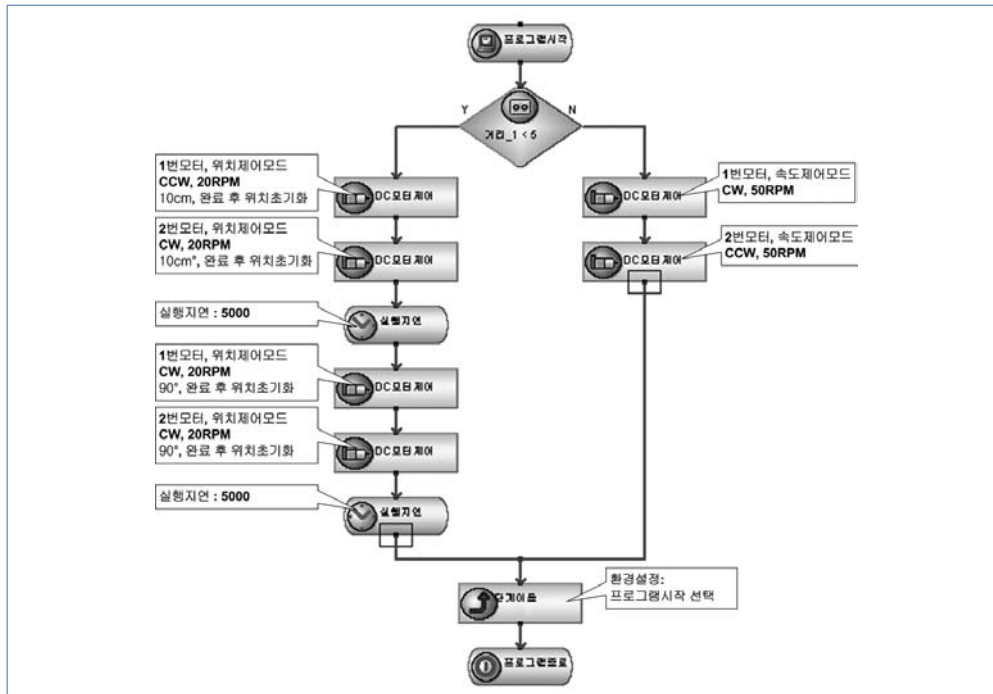 프로그램시작
Y
N
거리_1 < 5
1번모터, 위치제어모드
CCW, 20RPM
10cm, 완료 후 위치초기화
DC모터제어
2번모터, 위치제어모드
CW, 20RPM
10cm°, 완료 후 위치초기화
DC모터제어
실행지연 : 5000
실행지연
1번모터, 위치제어모드
CW, 20RPM
90°, 완료 후 위치초기화
DC모터제어
2번모터, 위치제어모드
CW, 20RPM
90°, 완료 후 위치초기화
DC모터제어
실행지연 : 5000
실행지연
1번모터, 속도제어모드
CW, 50RPM
DC모터제어
2번모터, 속도제어모드
CCW, 50RPM
DC모터제어
단계이동
환경설정:
프로그램시작 선택
프로그램종료